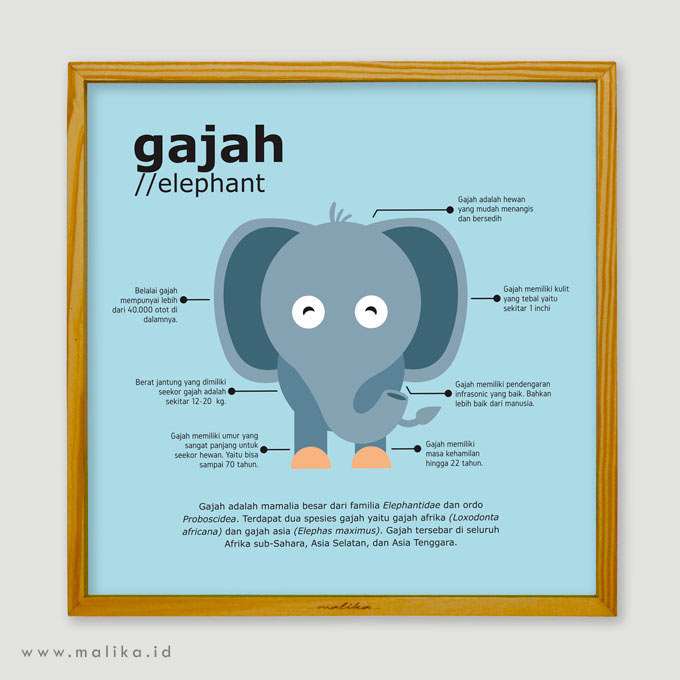 gajah
//elephant
Gajah adalah hewan
yang mudah menangis
dan bersedih
Belalai gajah
mempunyai lebih
dari 40.000 otot di
dalamnya.
Gajah memiliki kulit
yang tebal yaitu
sekitar 1 inchi
Berat jantung yang dimiliki
seekor gajah adalah
sekitar 12-20 kg.
Gajah memiliki pendengaran
infrasonic yang baik. Bahkan
lebih baik dari manusia.
Gajah memiliki umur yang
sangat panjang untuk
seekor hewan. Yaitu bisa
sampai 70 tahun.
Gajah memiliki
masa kehamilan
hingga 22 tahun.
Gajah adalah mamalia besar dari familia Elephantidae dan ordo
Proboscidea. Terdapat dua spesies gajah yaitu gajah afrika (Loxodonta
africana) dan gajah asia (Elephas maximus). Gajah tersebar di seluruh
Afrika sub-Sahara, Asia Selatan, dan Asia Tenggara.
malika
www.malika.id